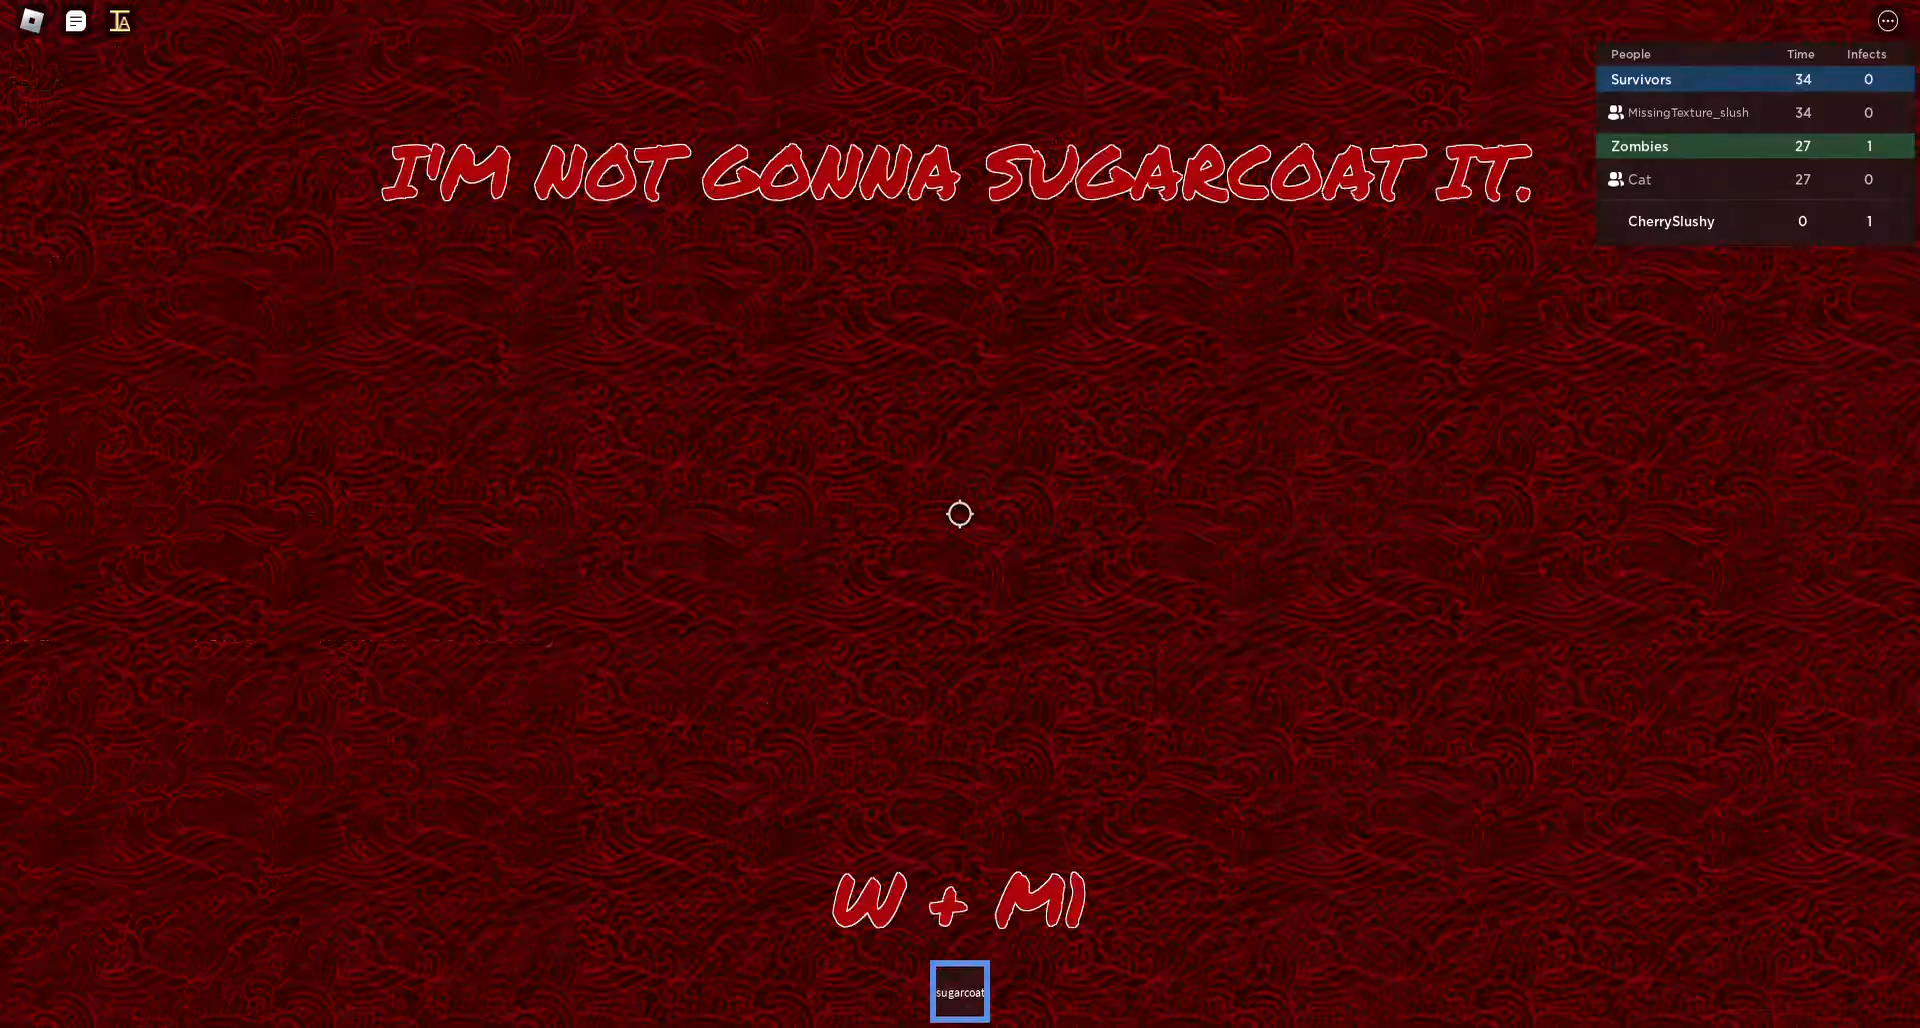 TA
People Time Infects
Survivors 34 0
MissingTexture_slush 34 0
Zombies 27 1
Cat 27 0
CherrySlushy 0 1
I'M NOT GONNA SUGARCOAT IT.
W + M1
sugarcoat